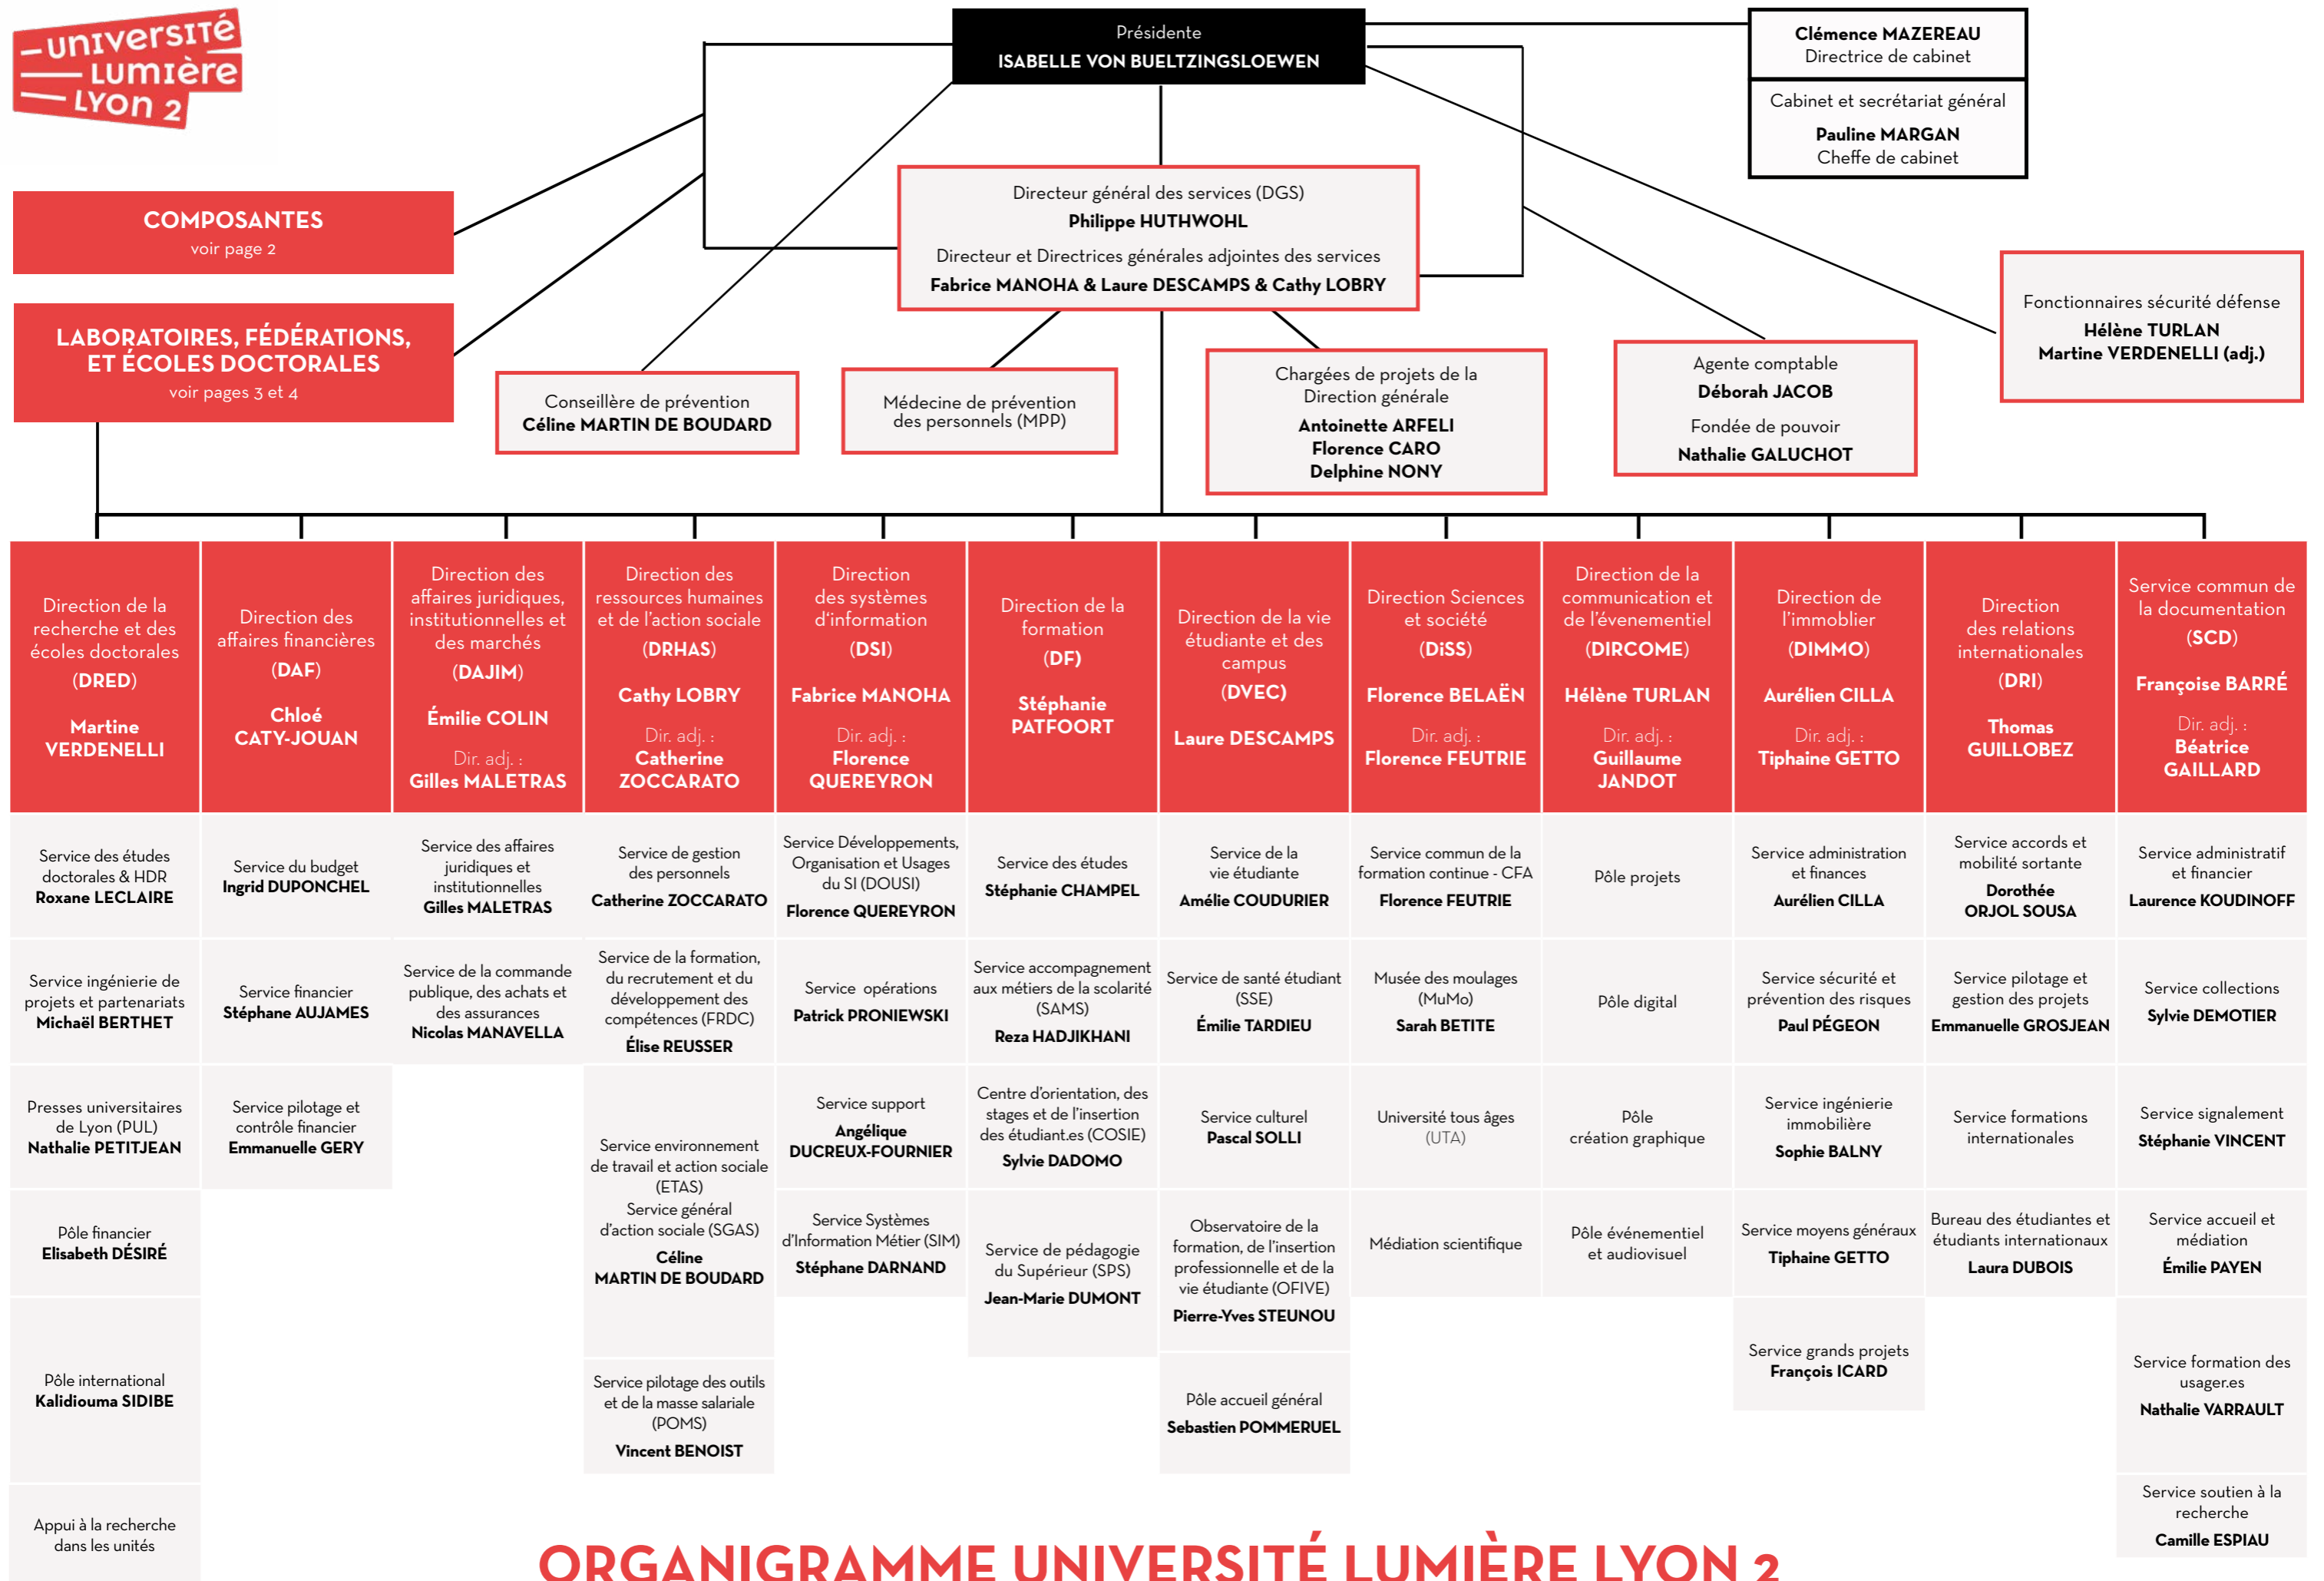 université
Lumière
Lyon 2
Présidente
ISABELLE VON BUELTZINGSLOEWEN
Clémence MAZEREAU
Directrice de cabinet
Cabinet et secrétariat général
Pauline MARGAN
Cheffe de cabinet
COMPOSANTES
voir page 2
LABORATOIRES, FÉDÉRATIONS,
ET ÉCOLES DOCTORALES
voir pages 3 et 4
Directeur général des services (DGS)
Philippe HUTHWOHL
Directeur et Directrices générales adjointes des services
Fabrice MANOHA & Laure DESCAMPS & Cathy LOBRY
Conseillère de prévention
Céline MARTIN DE BOUDARD
Médecine de prévention
des personnels (MPP)
Chargées de projets de la
Direction générale
Antoinette ARFELI
Florence CARO
Delphine NONY
Agente comptable
Déborah JACOB
Fondée de pouvoir
Nathalie GALUCHOT
Fonctionnaires sécurité défense
Hélène TURLAN
Martine VERDENELLI (adj.)
Direction de la
recherche et des
écoles doctorales
(DRED)
Martine
VERDENELLI
Service des études
doctorales & HDR
Roxane LECLAIRE
Service ingénierie de
projets et partenariats
Michaël BERTHET
Presses universitaires
de Lyon (PUL)
Nathalie PETITJEAN
Pôle financier
Elisabeth DÉSIRÉ
Pôle international
Kalidiouma SIDIBE
Appui à la recherche
dans les unités
Direction des
affaires financières
(DAF)
Chloé
CATY-JOUAN
Service du budget
Ingrid DUPONCHEL
Service financier
Stéphane AUJAMES
Service pilotage et
contrôle financier
Emmanuelle GERY
Direction des
affaires juridiques,
institutionnelles et
des marchés
(DAJIM)
Émilie COLIN
Dir. adj. :
Gilles MALETRAS
Service des affaires
juridiques et
institutionnelles
Gilles MALETRAS
Service de la commande
publique, des achats et
des assurances
Nicolas MANAVELLA
Direction des
ressources humaines
et de l'action sociale
(DRHAS)
Cathy LOBRY
Dir. adj. :
Catherine
ZOCCARATO
Service de gestion
des personnels
Catherine ZOCCARATO
Service de la formation,
du recrutement et du
développement des
compétences (FRDC)
Élise REUSSER
Service environnement
de travail et action sociale
(ETAS)
Service général
d'action sociale (SGAS)
Céline
MARTIN DE BOUDARD
Service pilotage des outils
et de la masse salariale
(POMS)
Vincent BENOIST
Direction
des systèmes
d'information
(DSI)
Fabrice MANOHA
Dir. adj. :
Florence
QUEREYRON
Service Développements,
Organisation et Usages
du SI (DOUSI)
Florence QUEREYRON
Service opérations
Patrick PRONIEWSKI
Service support
Angélique
DUCREUX-FOURNIER
Service Systèmes
d'Information Métier (SIM)
Stéphane DARNAND
Direction de la
formation
(DF)
Stéphanie
PATFOORT
Service des études
Stéphanie CHAMPEL
Service accompagnement
aux métiers de la scolarité
(SAMS)
Reza HADJIKHANI
Centre d'orientation, des
stages et de l'insertion
des étudiant.es (COSIE)
Sylvie DADOMO
Service de pédagogie
du Supérieur (SPS)
Jean-Marie DUMONT
Direction de la vie
étudiante et des
campus
(DVEC)
Laure DESCAMPS
Service de la
vie étudiante
Amélie COUDURIER
Service de santé étudiant
(SSE)
Émilie TARDIEU
Service culturel
Pascal SOLLI
Observatoire de la
formation, de l'insertion
professionnelle et de la
vie étudiante (OFIVE)
Pierre-Yves STEUNOU
Pôle accueil général
Sebastien POMMERUEL
Direction Sciences
et société
(DiSS)
Florence BELAËN
Dir. adj. :
Florence FEUTRIE
Service commun de la
formation continue - CFA
Florence FEUTRIE
Musée des moulages
(MuMo)
Sarah BETITE
Université tous âges
(UTA)
Médiation scientifique
Direction de la
communication et
de l'évenementiel
(DIRCOME)
Hélène TURLAN
Dir. adj. :
Guillaume
JANDOT
Pôle projets
Pôle digital
Pôle
création graphique
Pôle événementiel
et audiovisuel
Direction de
l'immoblier
(DIMMO)
Aurélien CILLA
Dir. adj. :
Tiphaine GETTO
Service administration
et finances
Aurélien CILLA
Service sécurité et
prévention des risques
Paul PÉGEON
Service ingénierie
immobilière
Sophie BALNY
Service moyens généraux
Tiphaine GETTO
Service grands projets
François ICARD
Direction
des relations
internationales
(DRI)
Thomas
GUILLOBEZ
Service accords et
mobilité sortante
Dorothée
ORJOL SOUSA
Service pilotage et
gestion des projets
Emmanuelle GROSJEAN
Service formations
internationales
Bureau des étudiantes et
étudiants internationaux
Laura DUBOIS
Service commun de
la documentation
(SCD)
Françoise BARRÉ
Dir. adj. :
Béatrice
GAILLARD
Service administratif
et financier
Laurence KOUDINOFF
Service collections
Sylvie DEMOTIER
Service signalement
Stéphanie VINCENT
Service accueil et
médiation
Émilie PAYEN
Service formation des
usager.es
Nathalie VARRAULT
Service soutien à la
recherche
Camille ESPIAU
ORGANIGRAMME UNIVERSITÉ LUMIÈRE LYON 2